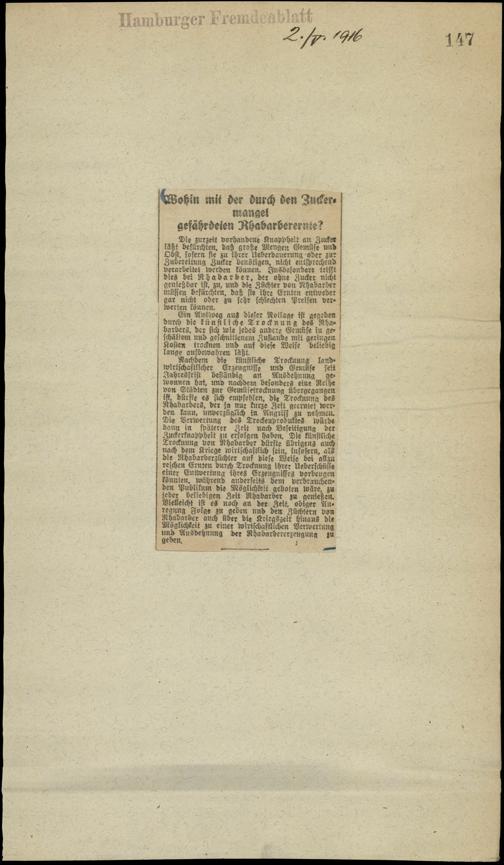 Hamburger Fremdenblatt
2./V. 1916
147
Wohin mit der durch den Zucker-
mangel
gefährdeten Rhabarberernte?
Die zurzeit vorhandene Knappheit an Zucker
läßt befürchten, daß große Mengen Gemüse und
Obst, sofern sie zu ihrer Ueberdauerung oder zur
Zubereitung Zucker benötigen, nicht entsprechend
verarbeitet werden können. Insbesondere trifft
dies bei Rhabarber, der ohne Zucker nicht
genießbar ist, zu, und die Züchter von Rhabarber
müssen befürchten, daß sie ihre Ernten entweder
gar nicht oder zu sehr schlechten Preisen ver-
werten können.
Ein Ausweg aus dieser Notlage ist gegeben
durch die künstliche Trocknung des Rha-
barbers, der sich wie jedes andere Gemüse in ge-
schältem und geschnittenem Zustande mit geringen
Kosten trocknen und auf diese Weise beliebig
lange aufbewahren läßt.
Nachdem die künstliche Trocknung land-
wirtschaftlicher Erzeugnisse und Gemüse seit
Jahresfrist beständig an Ausdehnung ge-
wonnen hat, und nachdem besonders eine Reihe
von Städten zur Gemüsetrocknung übergegangen
ist, dürfte es sich empfehlen, die Trocknung des
Rhabarbers, der ja nur kurze Zeit geerntet wer-
den kann, unverzüglich in Angriff zu nehmen.
Die Verwertung des Trockenproduktes würde
dann in späterer Zeit nach Beseitigung der
Zuckerknappheit zu erfolgen haben. Die künstliche
Trocknung von Rhabarber dürfte übrigens auch
nach dem Kriege wirtschaftlich sein, insofern, als
die Rhabarberzüchter auf diese Weise bei allzu
reichen Ernten durch Trocknung ihrer Ueberschüsse
einer Entwertung ihres Erzeugnisses vorbeugen
könnten, während anderseits dem verbrauchen-
den Publikum die Möglichkeit geboten wäre, zu
jeder beliebigen Zeit Rhabarber zu genießen.
Vielleicht ist es noch an der Zeit, obiger An-
regung Folge zu geben und den Züchtern von
Rhabarber auch über die Kriegszeit hinaus die
Möglichkeit zu einer wirtschaftlichen Verwertung
und Ausdehnung der Rhabarbererzeugung zu
geben.